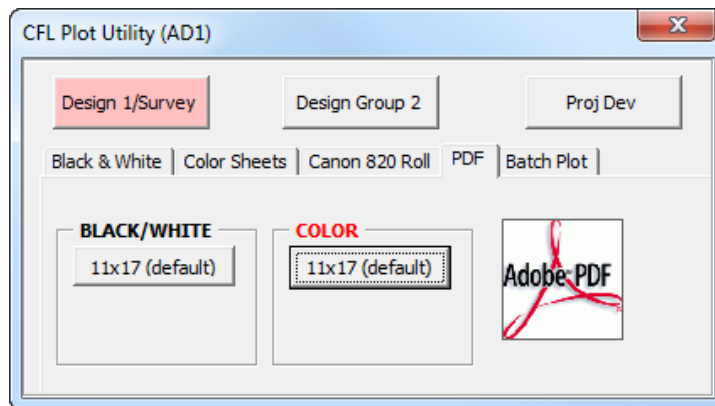 CFL Plot Utility (AD1)
X
Design 1/Survey
Design Group 2
Proj Dev
Black & White
Color Sheets
Canon 820 Roll
PDF
Batch Plot
BLACK/WHITE
11x17 (default)
COLOR
11x17 (default)
Adobe PDF